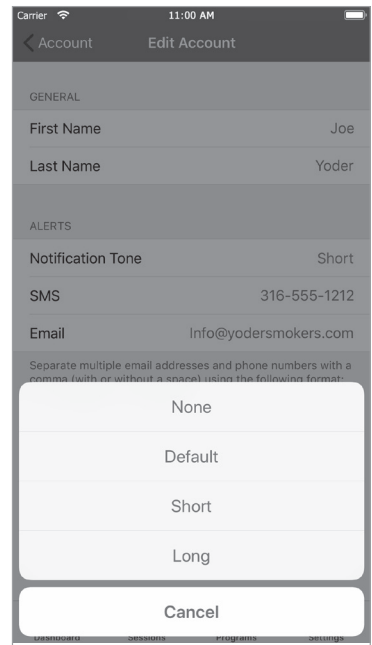 Carrier 11:00 AM
Account Edit Account
GENERAL
First Name Joe
Last Name Yoder
ALERTS
Notification Tone Short
SMS 316-555-1212
Email Info@yodersmokers.com
Separate multiple email addresses and phone numbers with a
comma (with or without a space) using the following format:
None
Default
Short
Long
Cancel
Dashboard Sessions Programs Settings